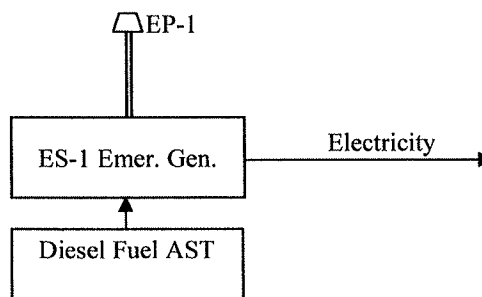 EP-1
ES-1 Emer. Gen.
Electricity
Diesel Fuel AST